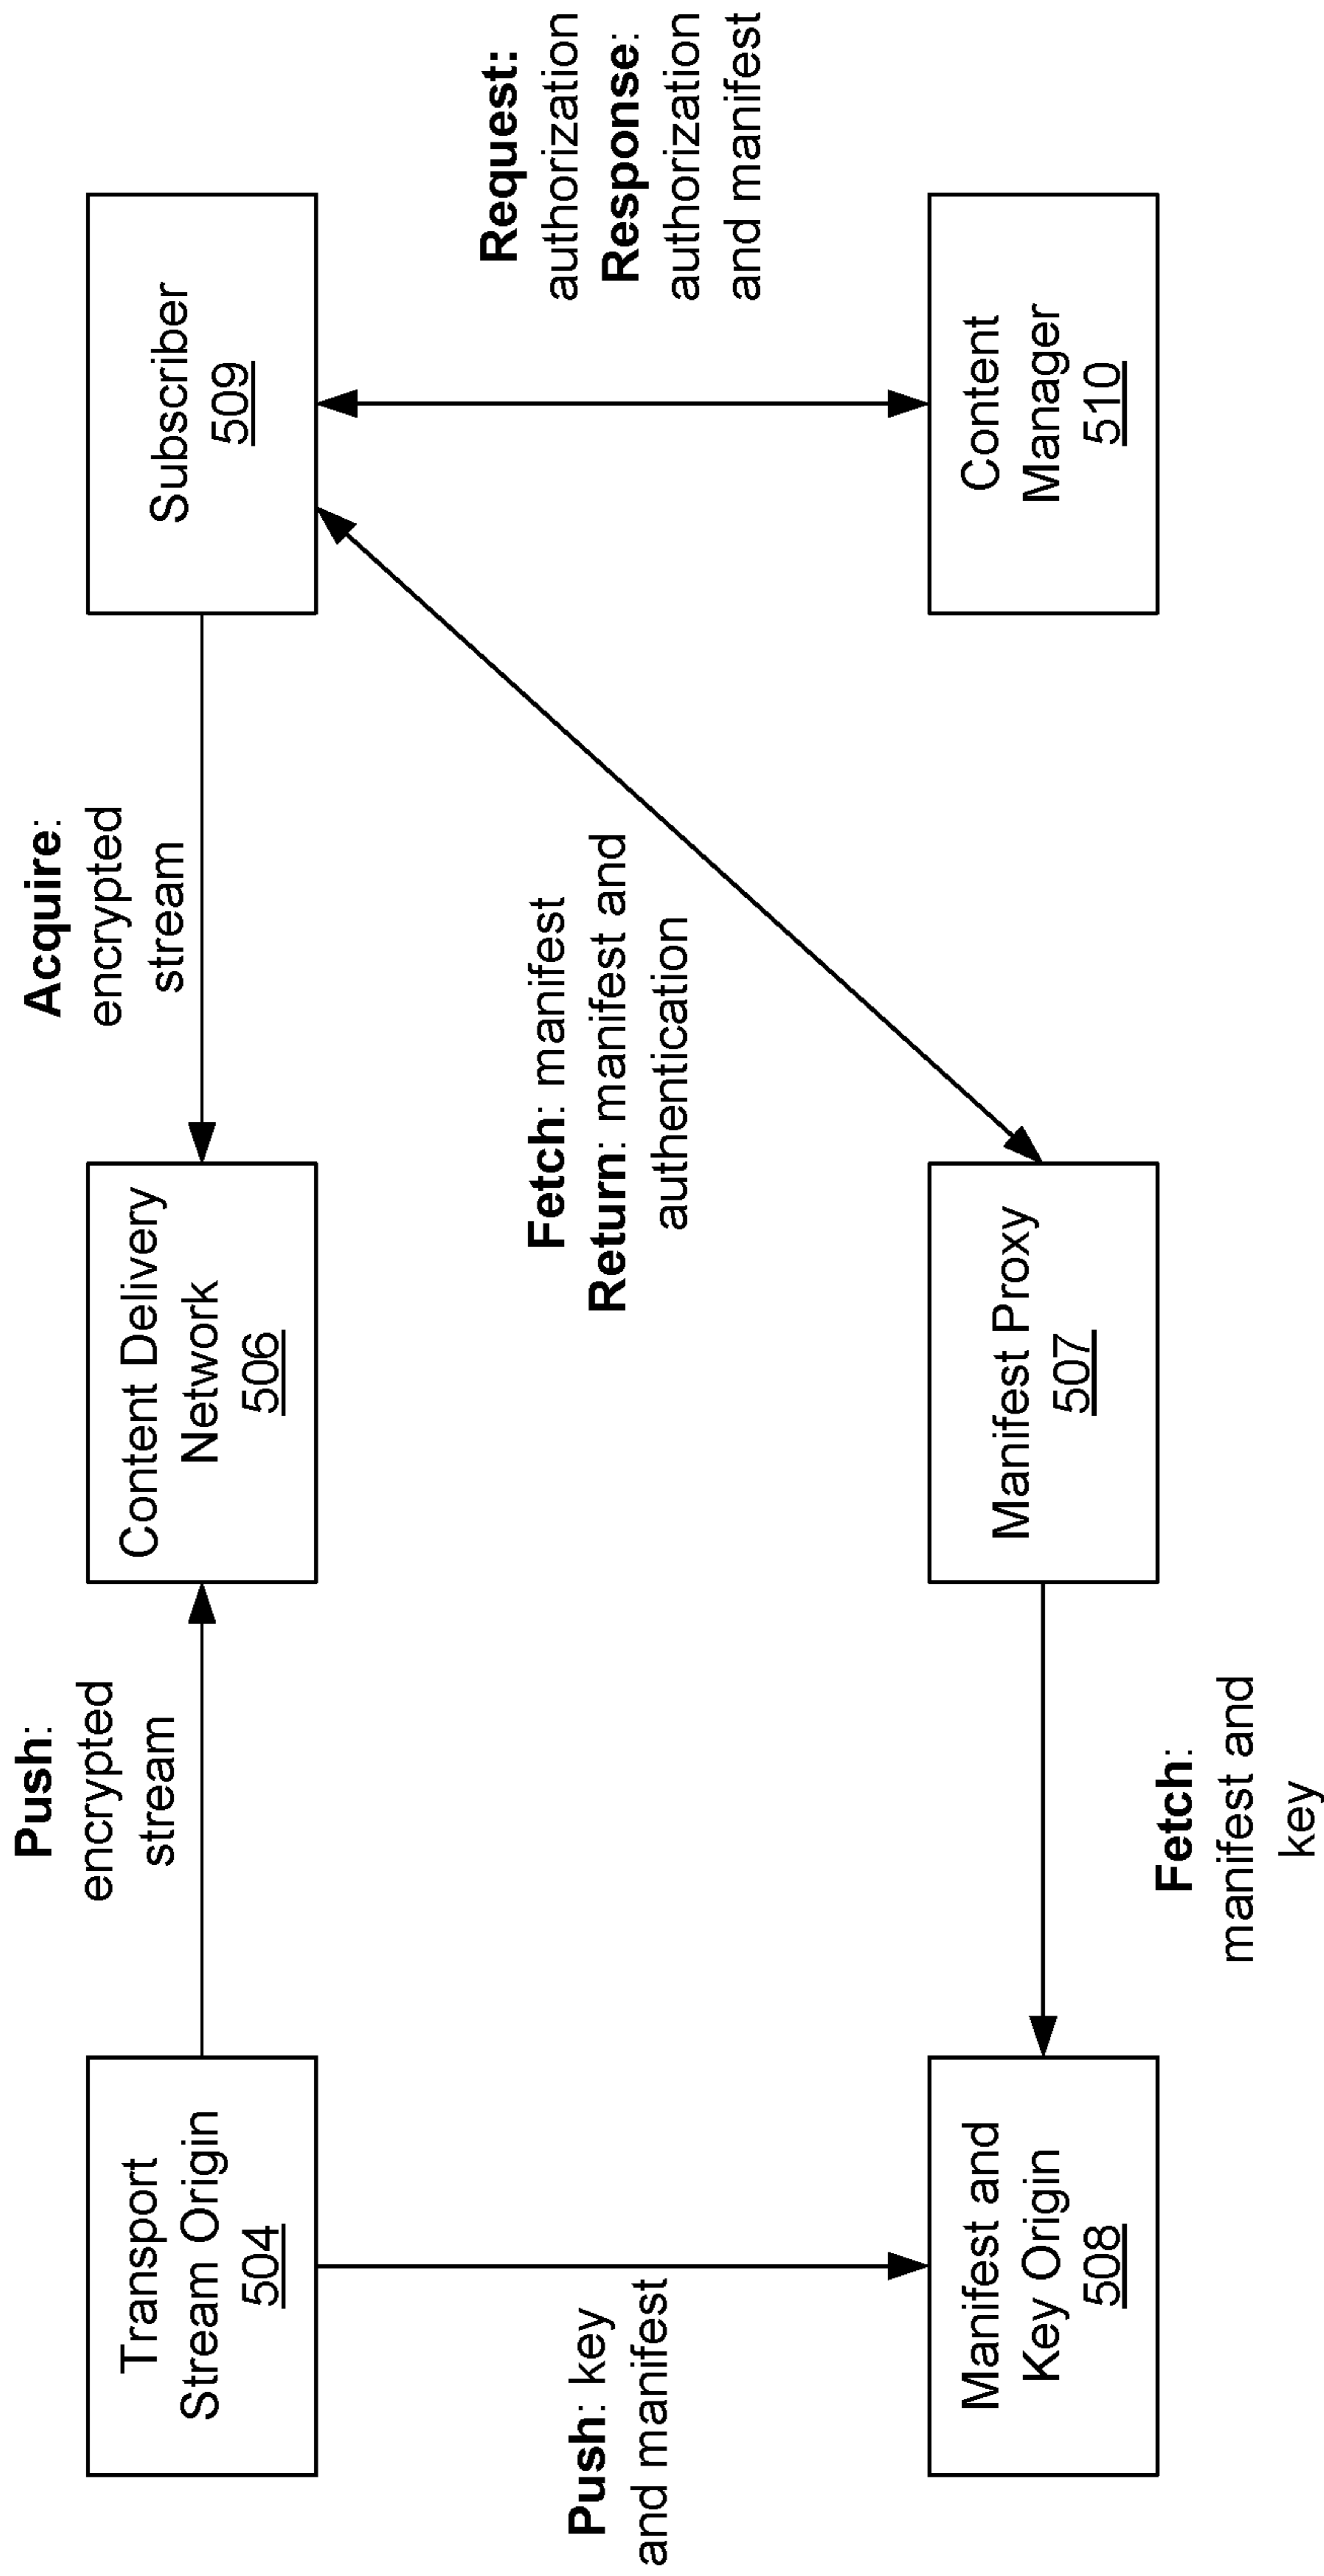 Push:
encrypted
stream
Acquire:
encrypted
stream
Transport
Stream Origin
504
Content Delivery
Network
506
Subscriber
509
Push: key
and manifest
Fetch: manifest
Return: manifest and
authentication
Request:
authorization
Response:
authorization
and manifest
Manifest and
Key Origin
508
Manifest Proxy
507
Content
Manager
510
Fetch:
manifest and
key